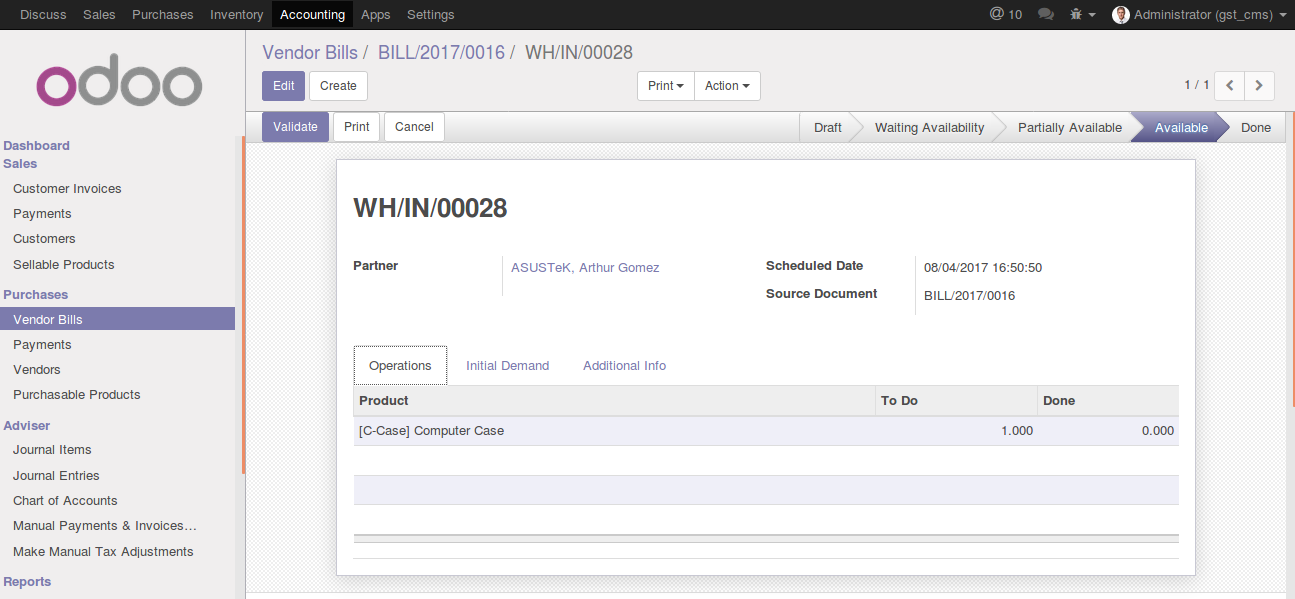 Discuss Sales Purchases Inventory Accounting Apps Settings @ 10 Administrator (gst_cms)
odoo
Vendor Bills / BILL/2017/0016 / WH/IN/00028
Edit Create Print Action 1 / 1
Validate Print Cancel Draft Waiting Availability Partially Available Available Done
Dashboard
Sales
Customer Invoices
Payments
Customers
Sellable Products
Purchases
Vendor Bills
Payments
Vendors
Purchasable Products
Adviser
Journal Items
Journal Entries
Chart of Accounts
Manual Payments & Invoices…
Make Manual Tax Adjustments
Reports
WH/IN/00028
Partner ASUSTeK, Arthur Gomez Scheduled Date 08/04/2017 16:50:50
Source Document BILL/2017/0016
Operations Initial Demand Additional Info
Product To Do Done
[C-Case] Computer Case 1.000 0.000